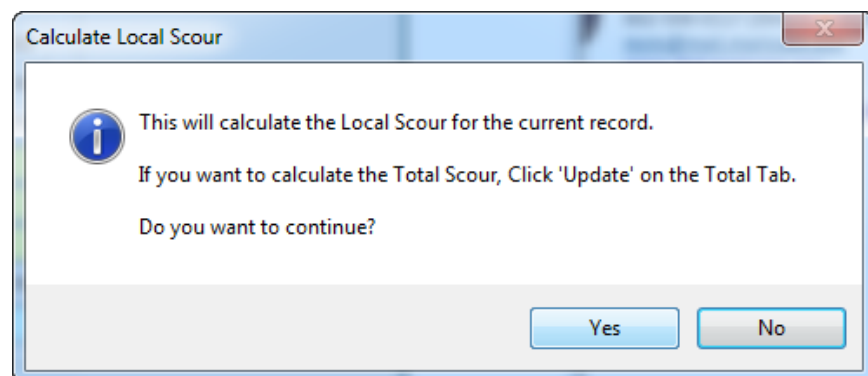 Calculate Local Scour
This will calculate the Local Scour for the current record.
If you want to calculate the Total Scour, Click 'Update' on the Total Tab.
Do you want to continue?
Yes
No